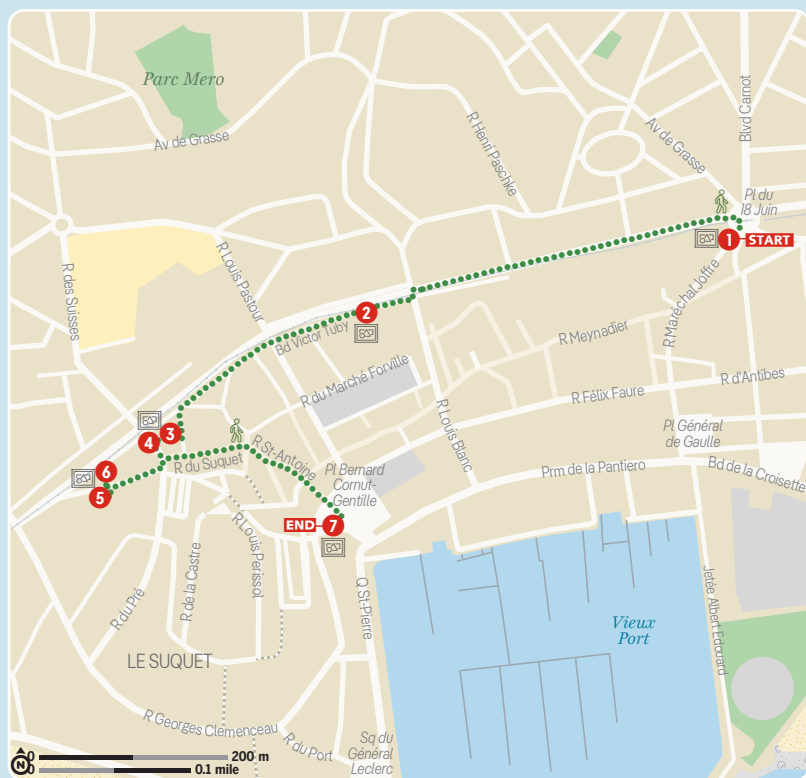 Parc Mero
Av de Grasse
R Henri Paschke
Av de Grasse
Blvd Carnot
Pl du
18 Juin
1 START
R des Suisses
R Louis Pastour
2
Bd Victor Tuby
R Meynadier
R Maréchal Joffre
R du Marché Forville
R d'Antibes
R Félix Faure
R Louis Blanc
Pl Général
de Gaulle
4 3
R du Suquet
R St-Antoine
Pl Bernard
Cornut-
Gentille
Prm de la Pantiero
Bd de la Croisette
6
5
END 7
R Louis Perissol
R de la Castre
R du Pré
Q St-Pierre
Jetée Albert Edouard
Vieux
Port
LE SUQUET
R Georges Clemenceau
R du Port
Sq du
Général
Leclerc
N
0 200 m
0 0.1 mile